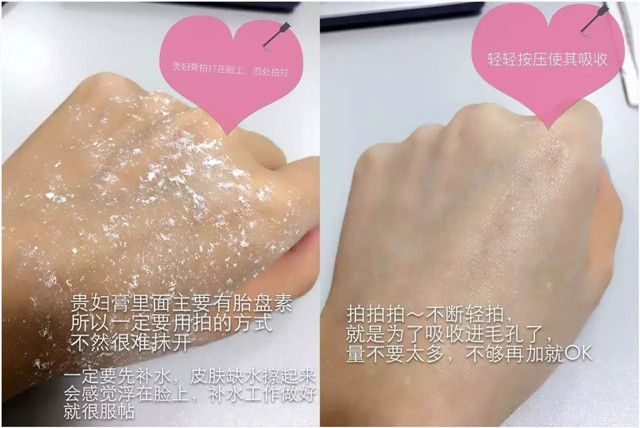 贵妇膏拍打在脸上，四处拍打
贵妇膏里面主要有胎盘素
所以一定要用拍的方式
不然很难抹开
一定要先补水，皮肤缺水擦起来
会感觉浮在脸上，补水工作做好
就很服帖
轻轻按压使其吸收
拍拍拍～不断轻拍，
就是为了吸收进毛孔了，
量不要太多，不够再加就OK